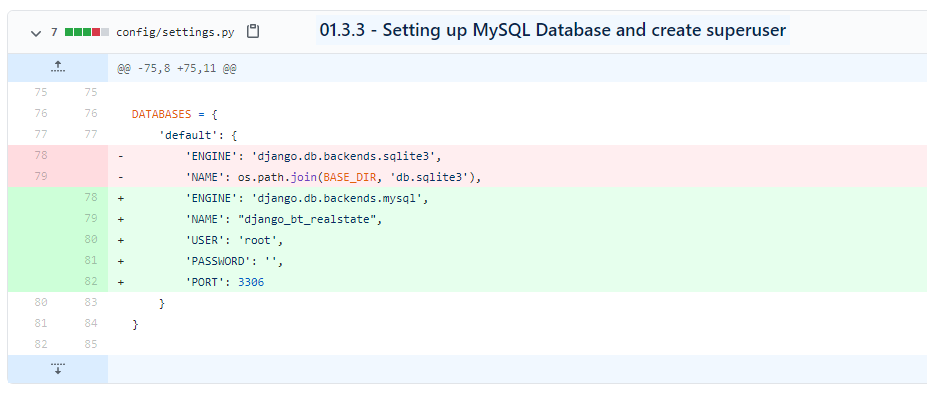 7 config/settings.py 01.3.3 - Setting up MySQL Database and create superuser
@@ -75,8 +75,11 @@
75 75
76 76 DATABASES = {
77 77 'default': {
78 - 'ENGINE': 'django.db.backends.sqlite3',
79 - 'NAME': os.path.join(BASE_DIR, 'db.sqlite3'),
78 + 'ENGINE': 'django.db.backends.mysql',
79 + 'NAME': "django_bt_realstate",
80 + 'USER': 'root',
81 + 'PASSWORD': '',
82 + 'PORT': 3306
80 83 }
81 84 }
82 85